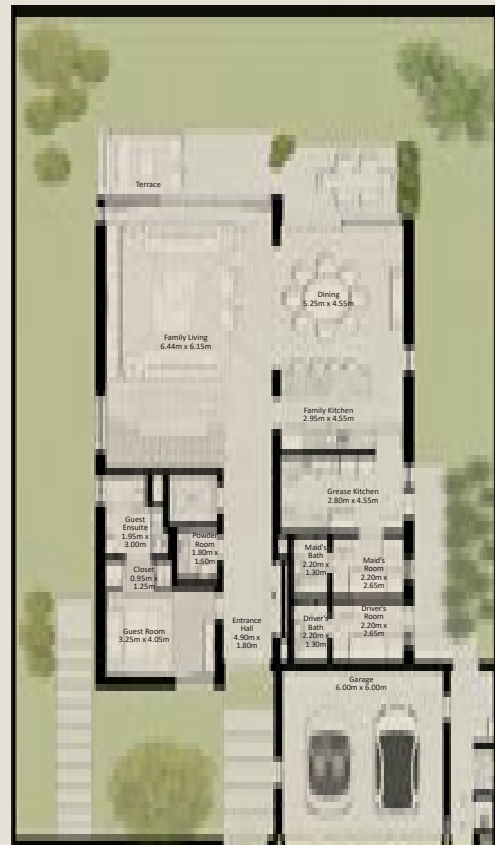 Terrace
Dining
5.25m x 4.55m
Family Living
6.44m x 6.15m
Family Kitchen
2.95m x 4.55m
Grease Kitchen
2.80m x 4.55m
Guest
Ensuite
1.95m x
3.00m
Powder
Room
1.80m x
1.50m
Maid's
Bath
2.20m x
1.30m
Maid's
Room
2.20m x
2.65m
Closet
0.95m x
1.25m
Driver's
Bath
2.20m x
1.30m
Driver's
Room
2.20m x
2.65m
Guest Room
3.25m x 4.05m
Entrance
Hall
4.90m x
1.80m
Garage
6.00m x 6.00m